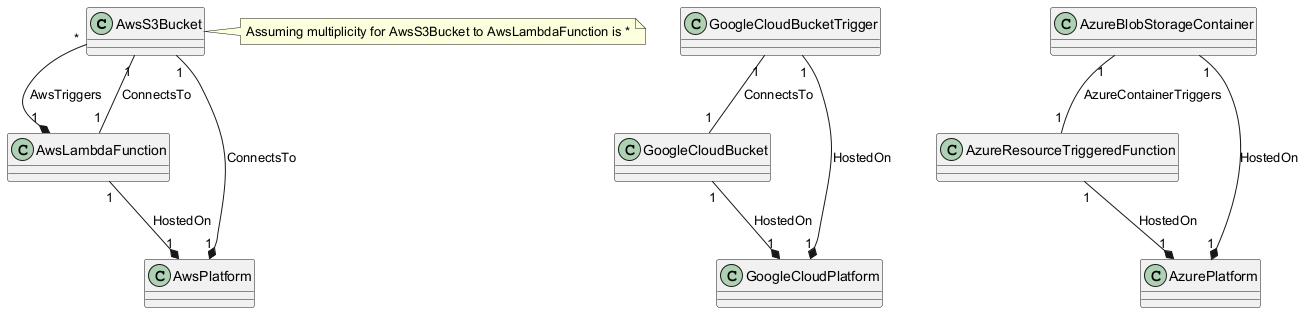 C AwsS3Bucket
Assuming multiplicity for AwsS3Bucket to AwsLambdaFunction is *
C GoogleCloudBucketTrigger
C AzureBlobStorageContainer
*
1
1
1
1
1
1
AwsTriggers
ConnectsTo
ConnectsTo
AzureContainerTriggers
1
1
1
1
C AwsLambdaFunction
ConnectsTo
C GoogleCloudBucket
HostedOn
C AzureResourceTriggeredFunction
HostedOn
1
1
1
HostedOn
HostedOn
HostedOn
1
1
1
1
1
1
C AwsPlatform
C GoogleCloudPlatform
C AzurePlatform